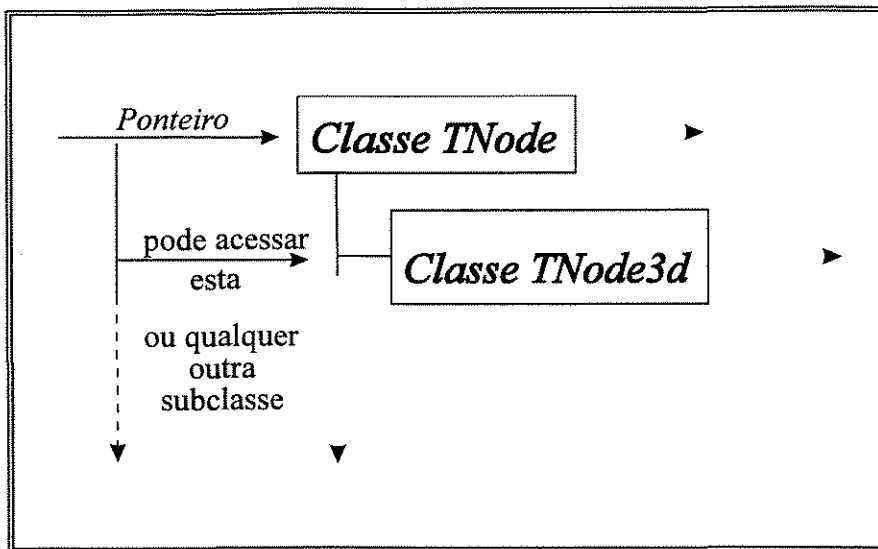 Ponteiro
Classe TNode
pode acessar
esta
Classe TNode3d
ou qualquer
outra
subclasse